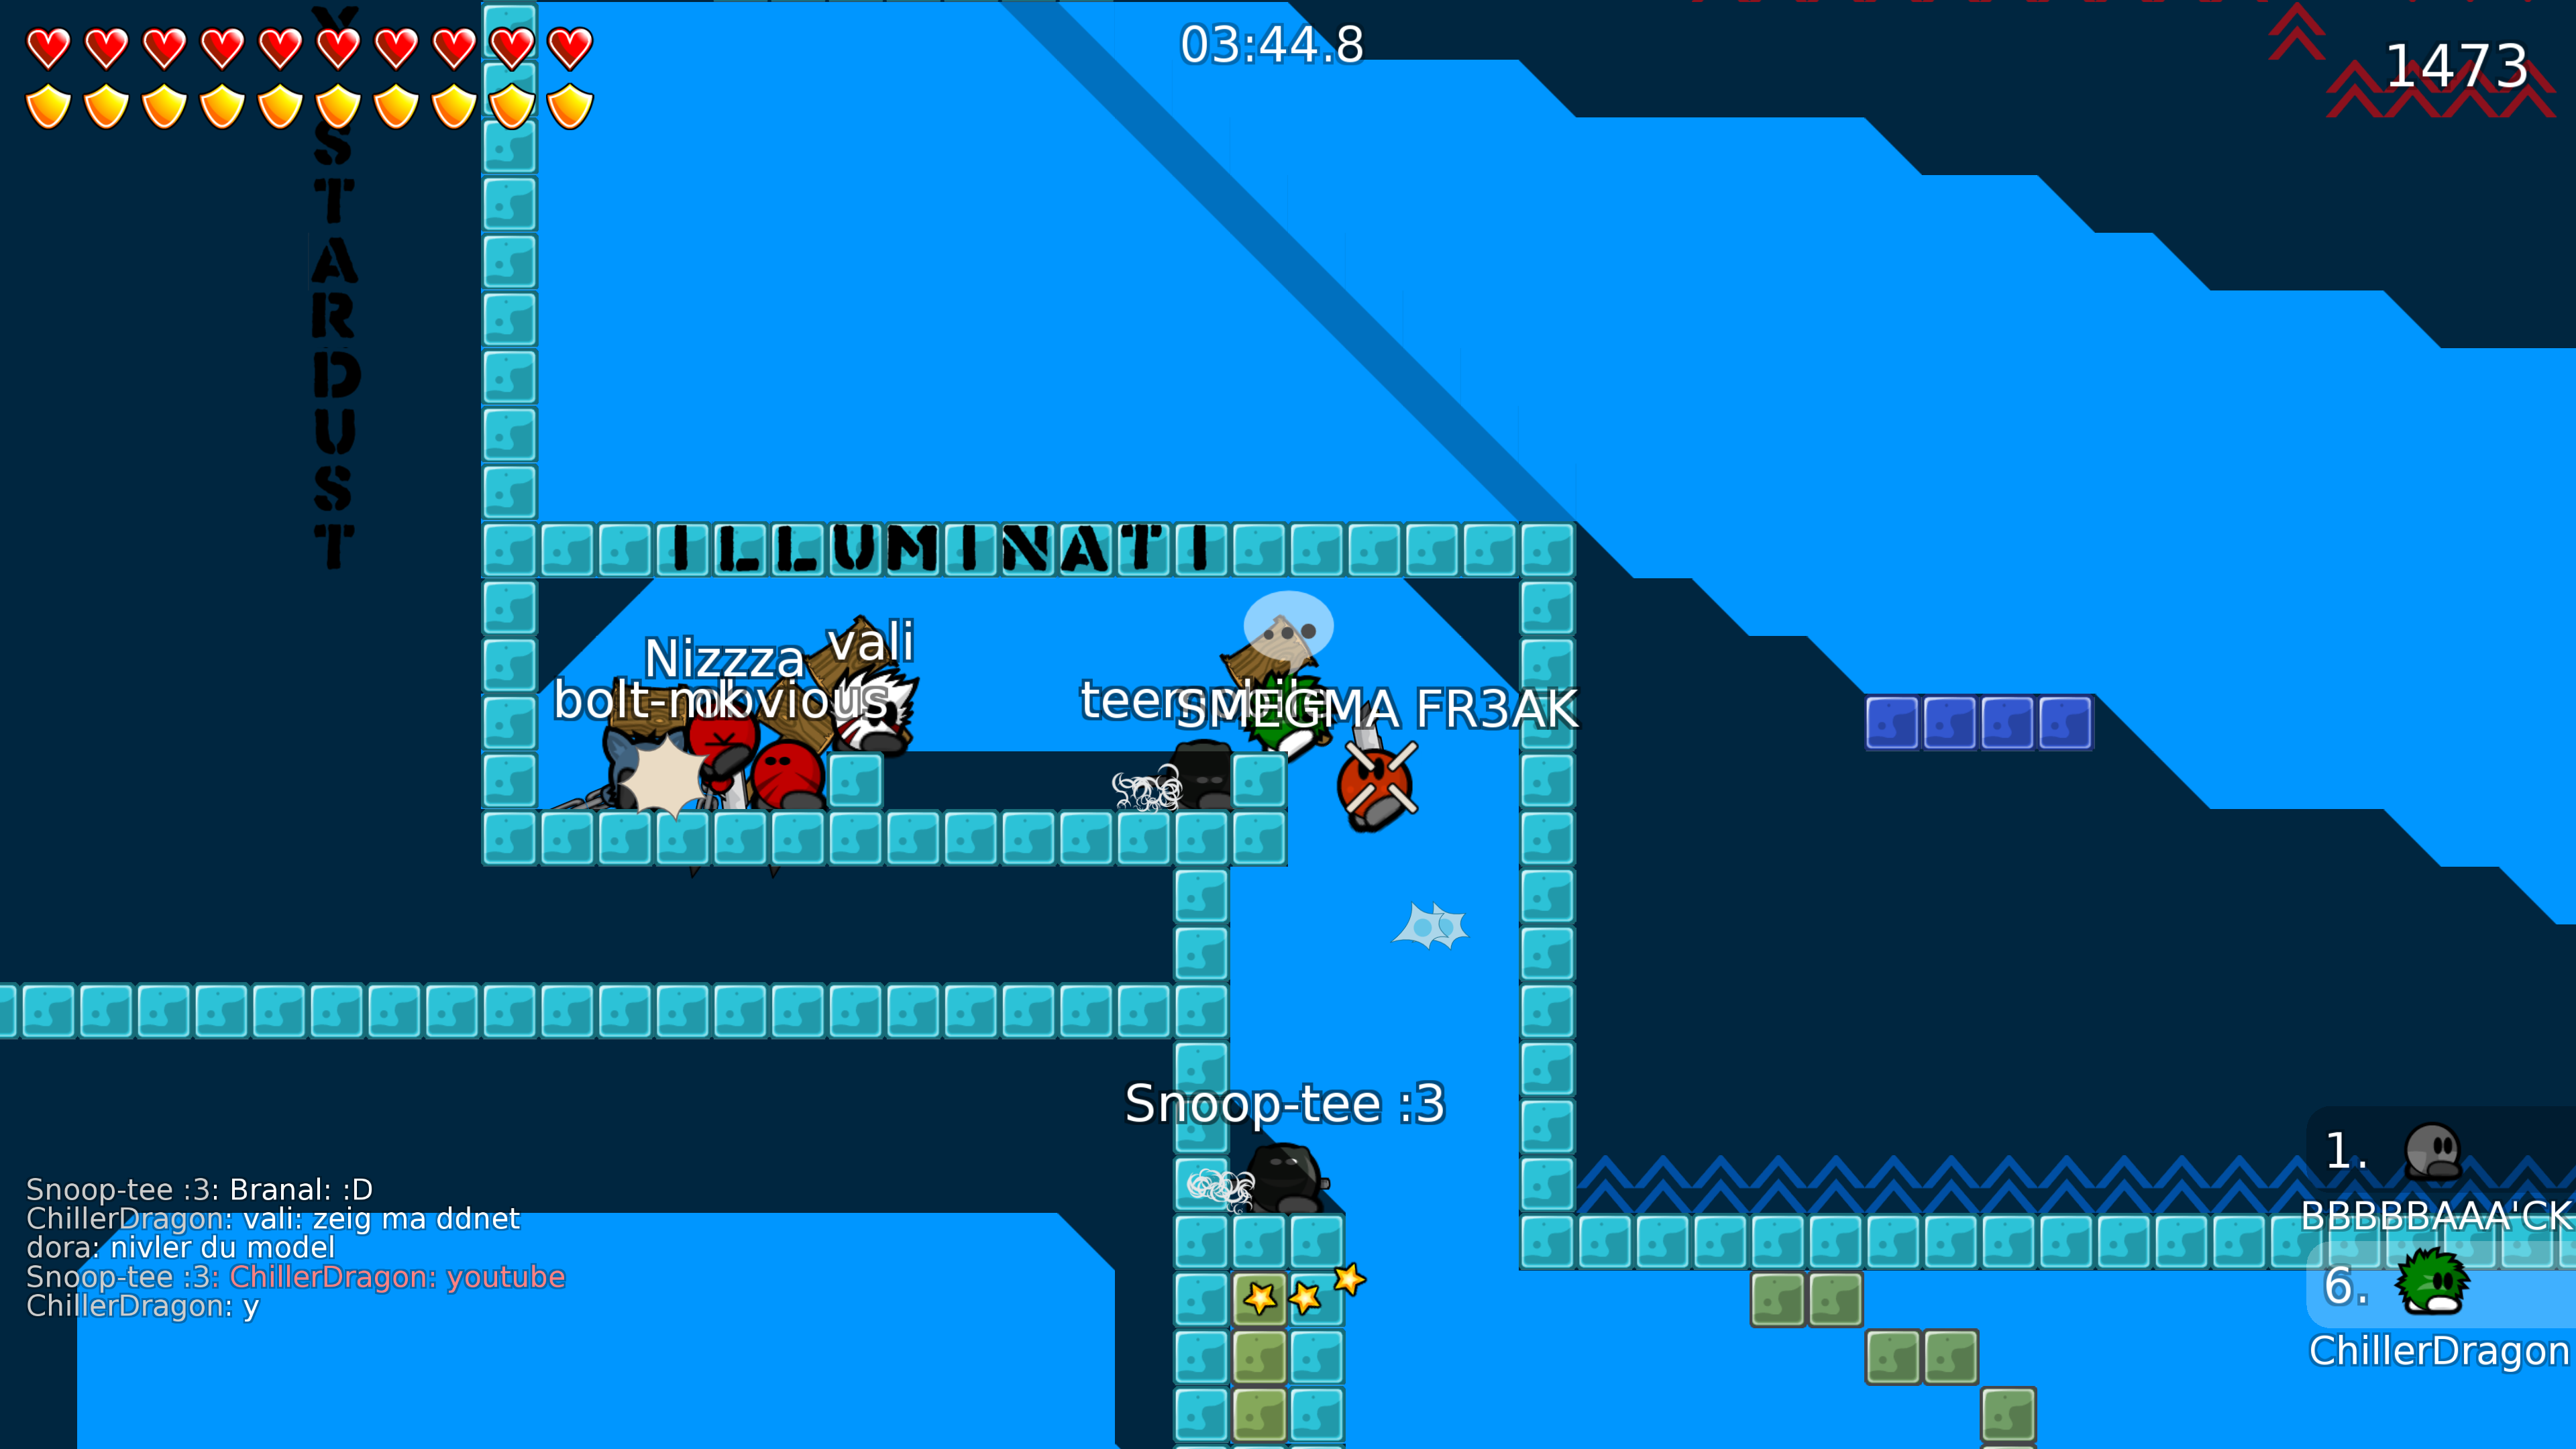 03:44.8
1473
STARDUST
ILLUMINATI
vali
Nizzza
bolt-mkvious
SMEGMA FR3AK
Snoop-tee :3
Snoop-tee :3: Branal: :D
ChillerDragon: vali: zeig ma ddnet
dora: nivler du model
Snoop-tee :3: ChillerDragon: youtube
ChillerDragon: y
1.
BBBBBAAA'CK
6.
ChillerDragon